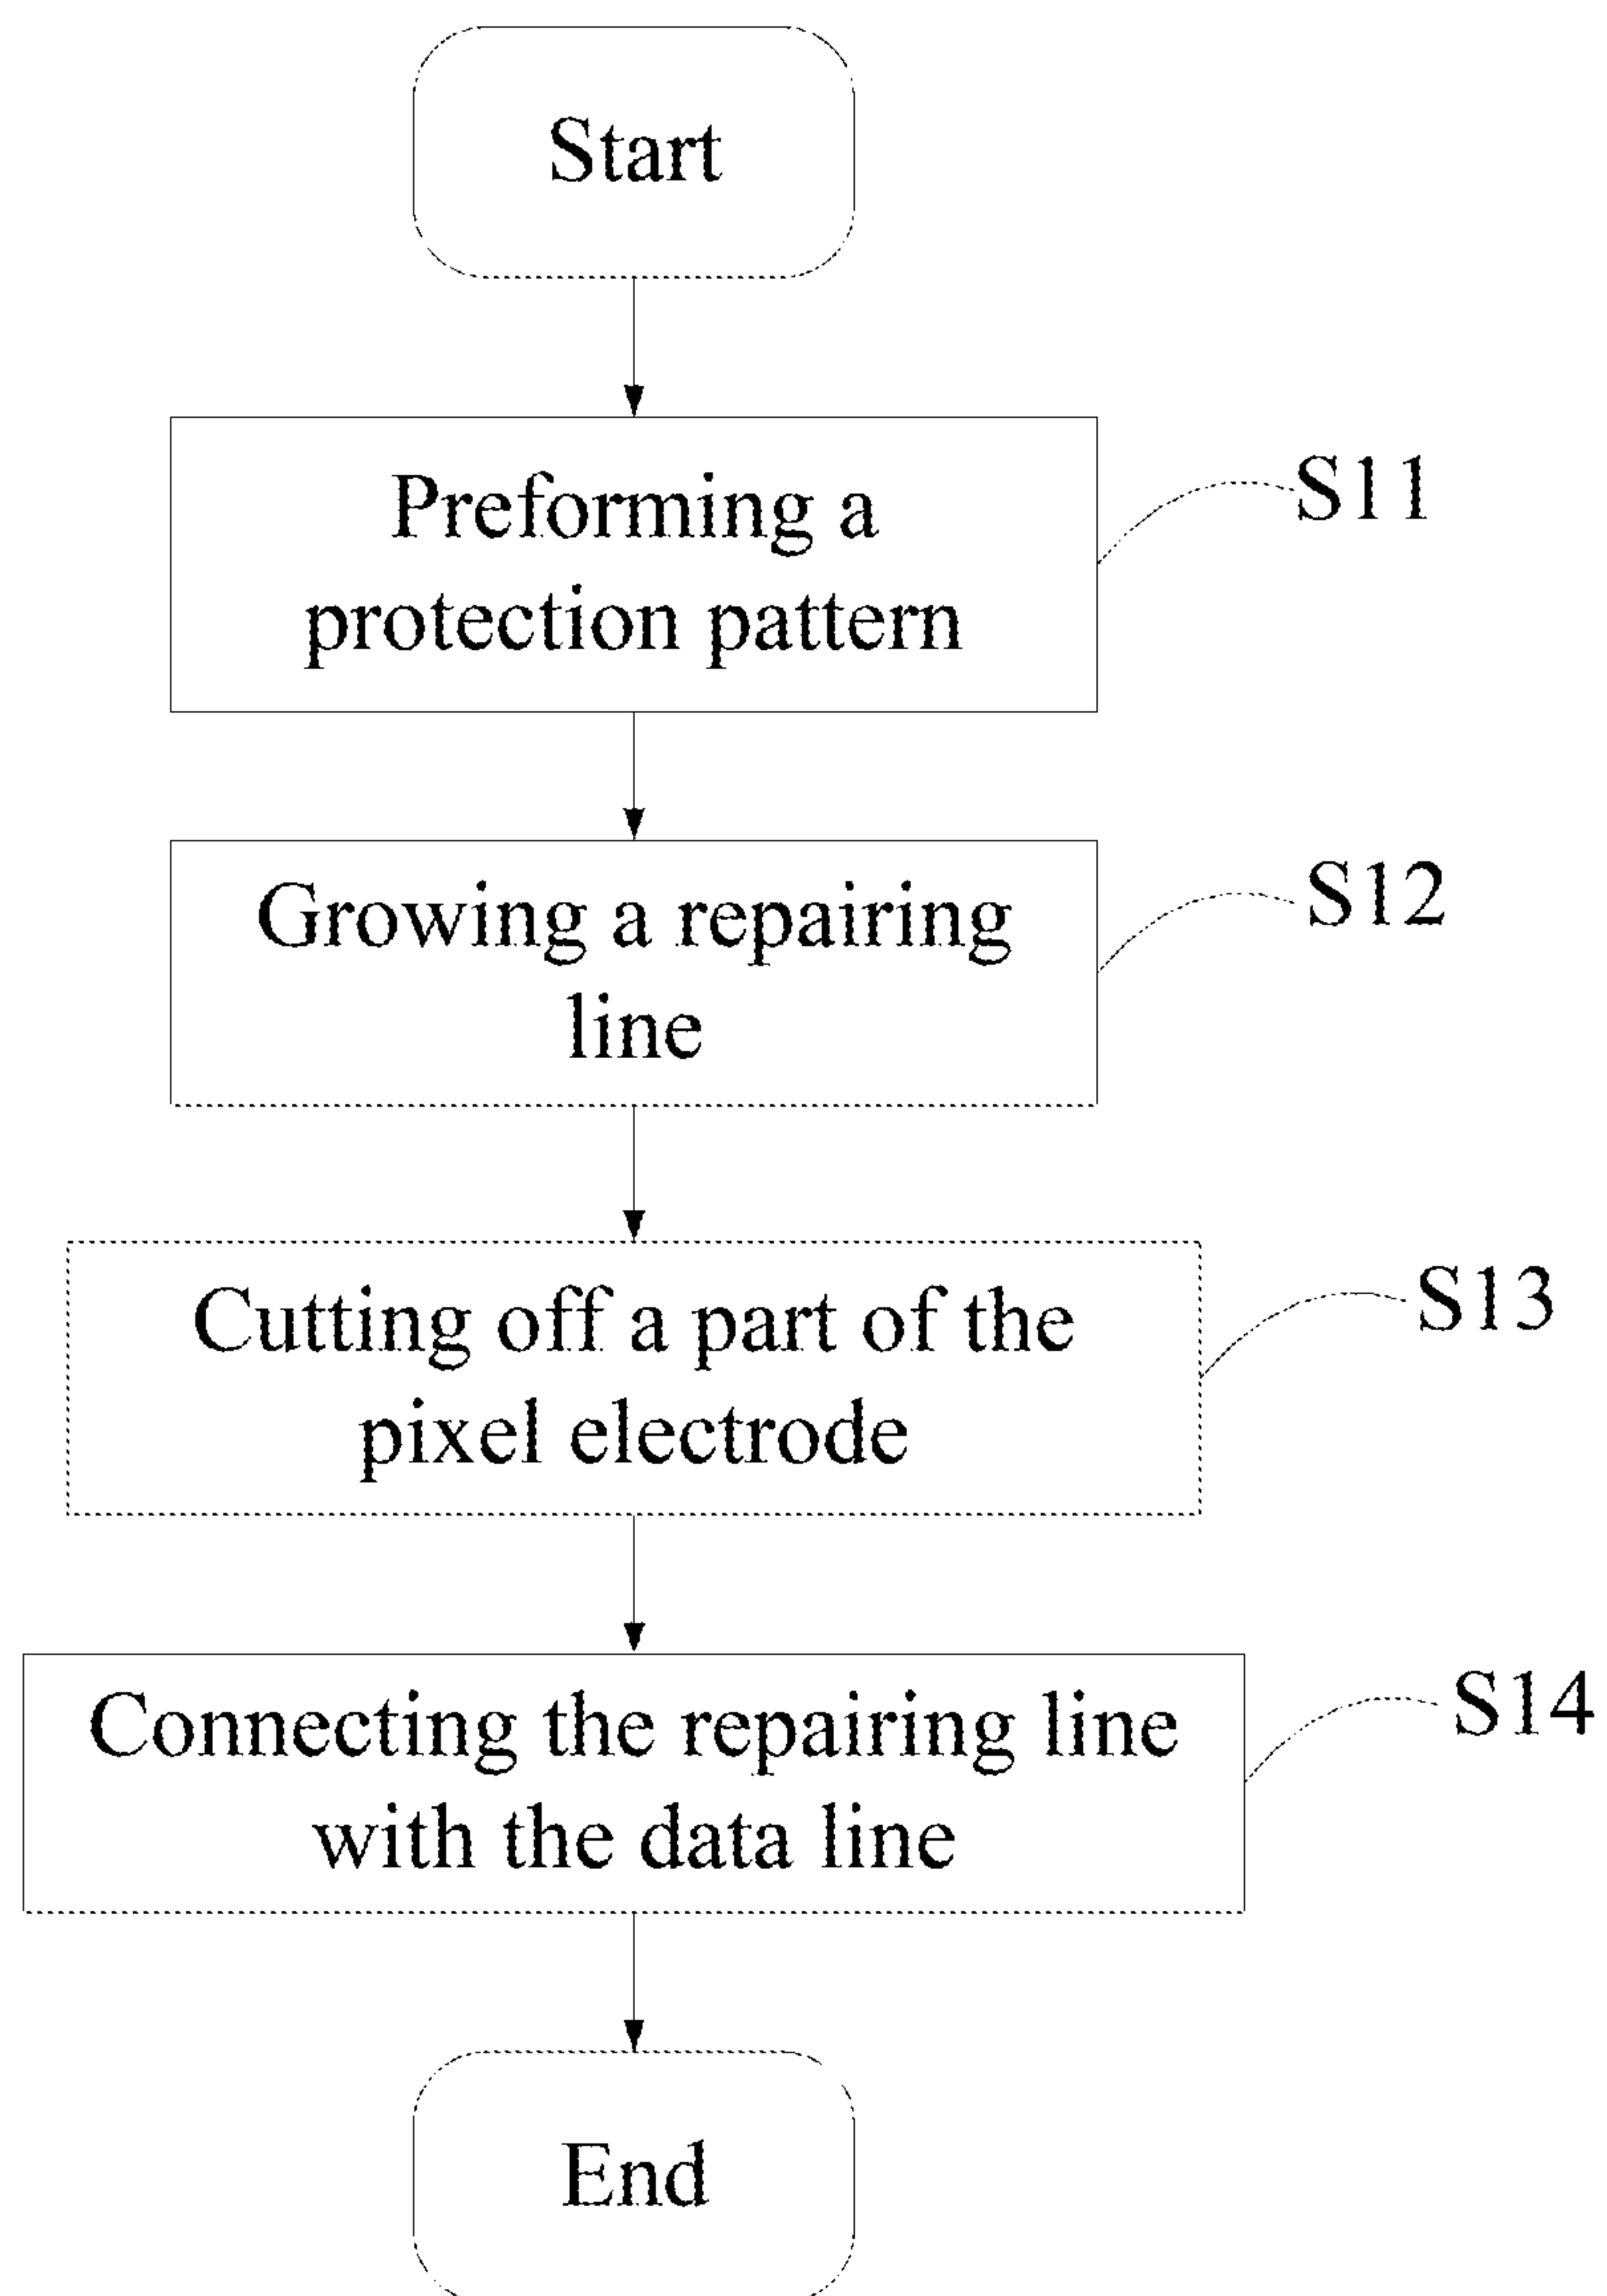 Start
Preforming a
protection pattern
S11
Growing a repairing
line
S12
Cutting off a part of the
pixel electrode
S13
Connecting the repairing line
with the data line
S14
End